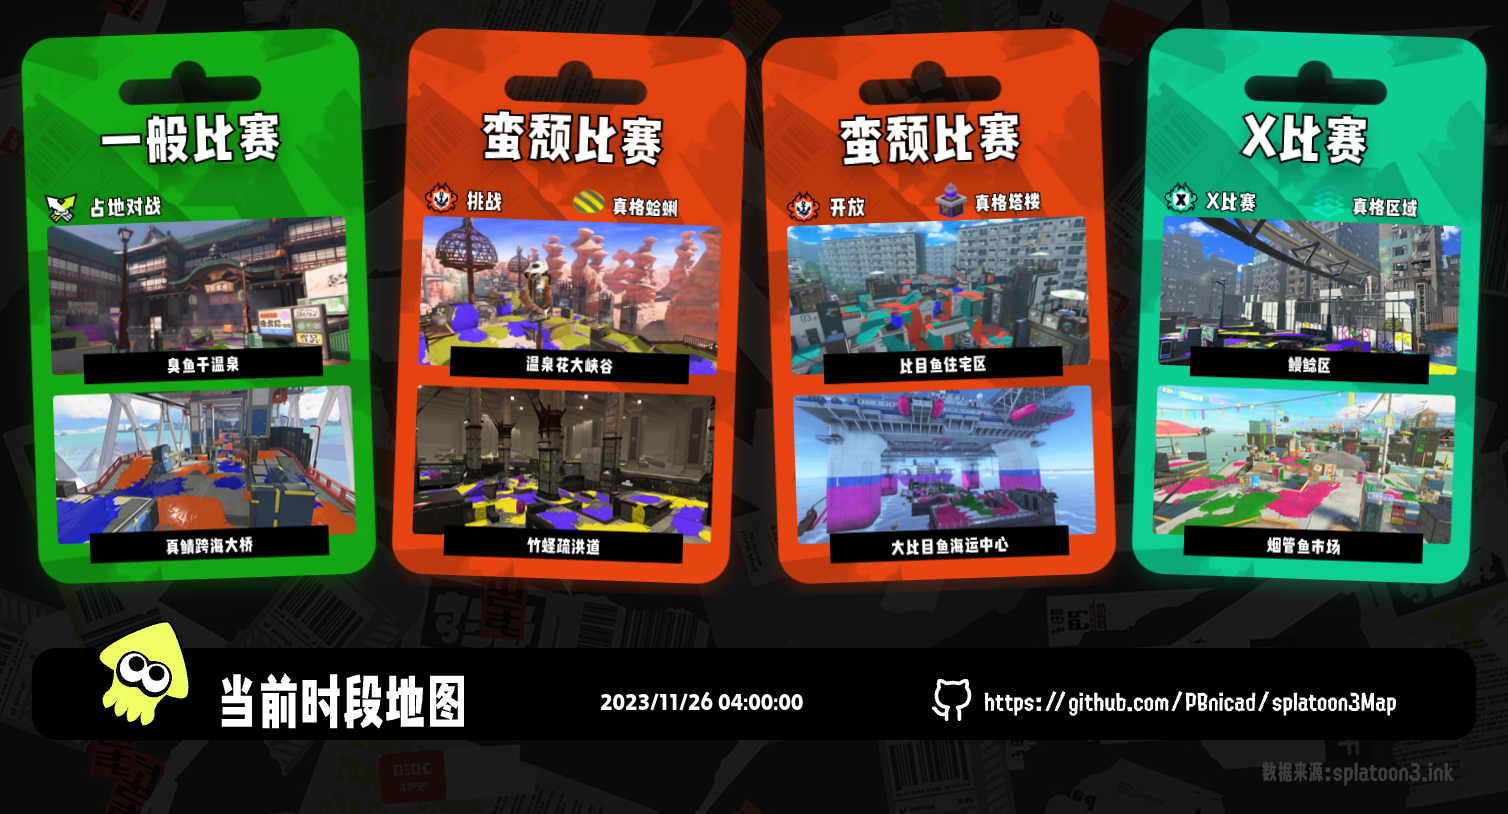 一般比赛
占地对战
臭鱼干温泉
真鲭跨海大桥
蛮颓比赛
挑战
真格蛤蜊
温泉花大峡谷
竹蛏疏洪道
蛮颓比赛
开放
真格塔楼
比目鱼住宅区
大比目鱼海运中心
X比赛
X比赛
真格区域
鳗鲶区
烟管鱼市场
当前时段地图
2023/11/26 04:00:00
https://github.com/PBnicad/splatoon3Map
数据来源:splatoon3.ink